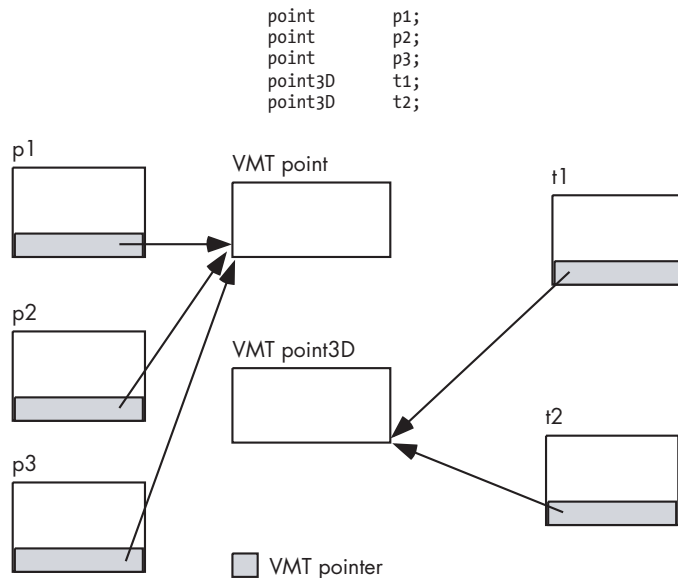 point p1;
point p2;
point p3;
point3D t1;
point3D t2;
p1
VMT point
t1
p2
VMT point3D
t2
p3
VMT pointer